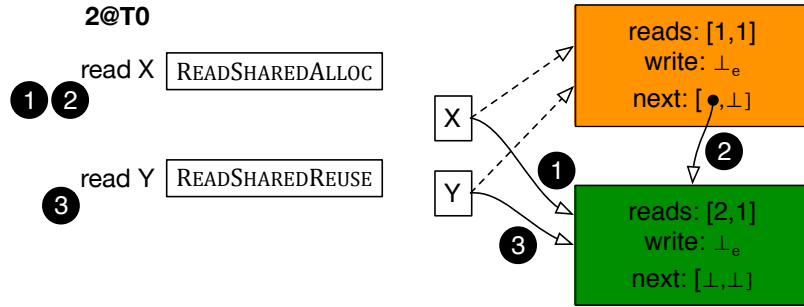 2@T0
read X READSHAREDALLOC
1 2
read Y READSHAREDREUSE
3
X
Y
1
2
3
reads: [1,1]
write: ⊥e
next: [ ,⊥]
reads: [2,1]
write: ⊥e
next: [⊥,⊥]